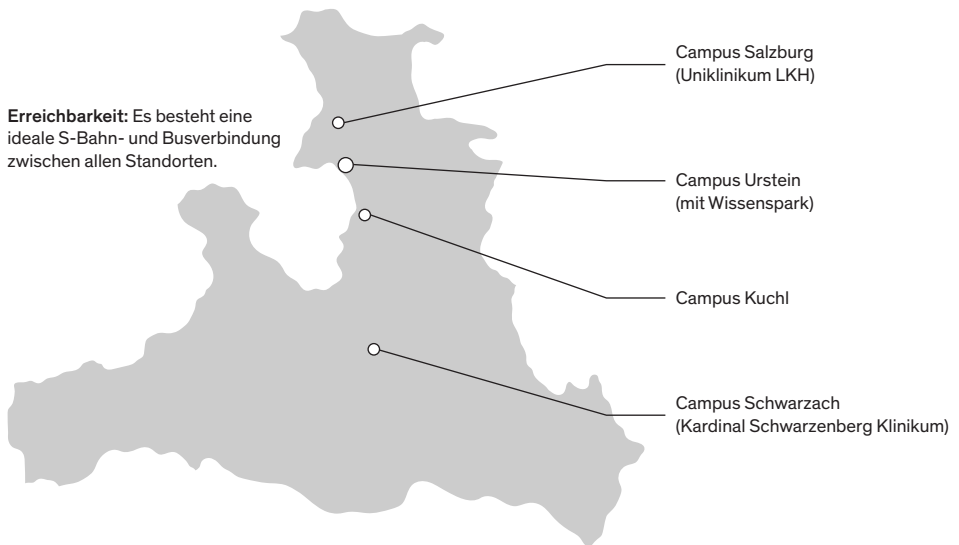 Campus Salzburg
(Uniklinikum LKH)
Erreichbarkeit: Es besteht eine
ideale S-Bahn- und Busverbindung
zwischen allen Standorten.
Campus Urstein
(mit Wissenspark)
Campus Kuchl
Campus Schwarzach
(Kardinal Schwarzenberg Klinikum)